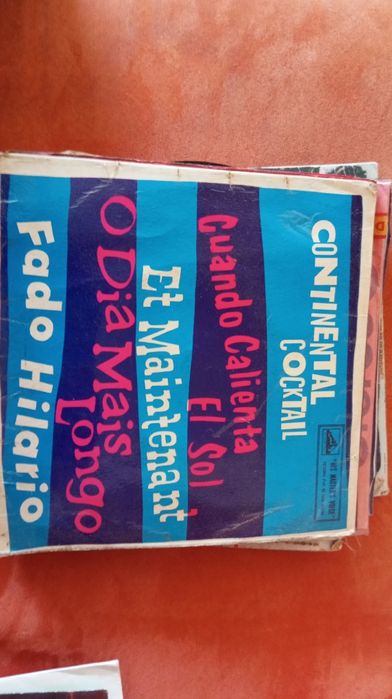 CONTINENTAL
COCKTAIL
"HIS MASTER'S VOICE"
Cuando Calienta
El Sol
Et Maintenant
O Dia Mais
Longo
Fado Hilario